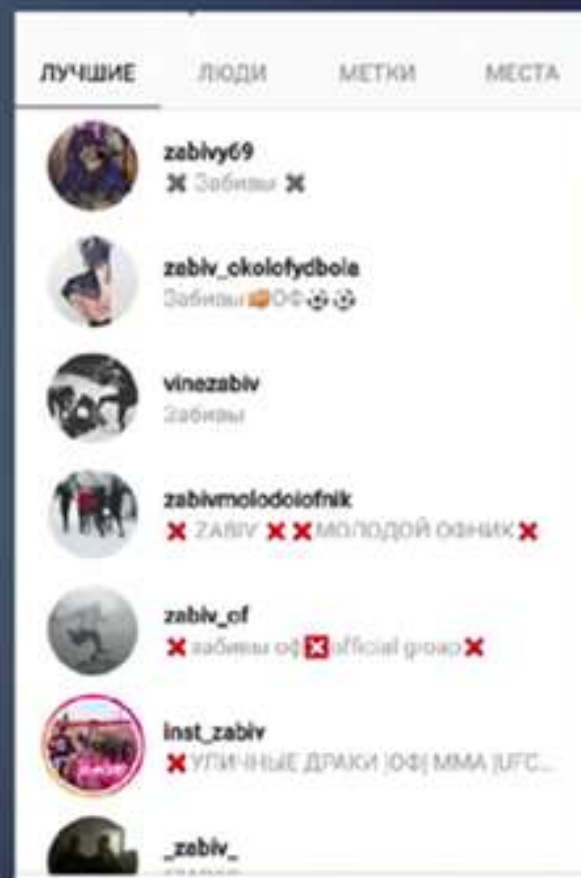 ЛУЧШИЕ ЛЮДИ МЕТКИ МЕСТА
zabivy69
✖ Забивы ✖
zabiv_okolofydbola
Забивы ОФ⚽⚽
vinezabiv
Забивы
zabivmolodoiofnik
❌ ZABIV ❌❌МОЛОДОЙ ОФНИК❌
zabiv_of
❌забивы оф❎official group❌
inst_zabiv
❌УЛИЧНЫЕ ДРАКИ |ОФ| MMA |UFC...
_zabiv_